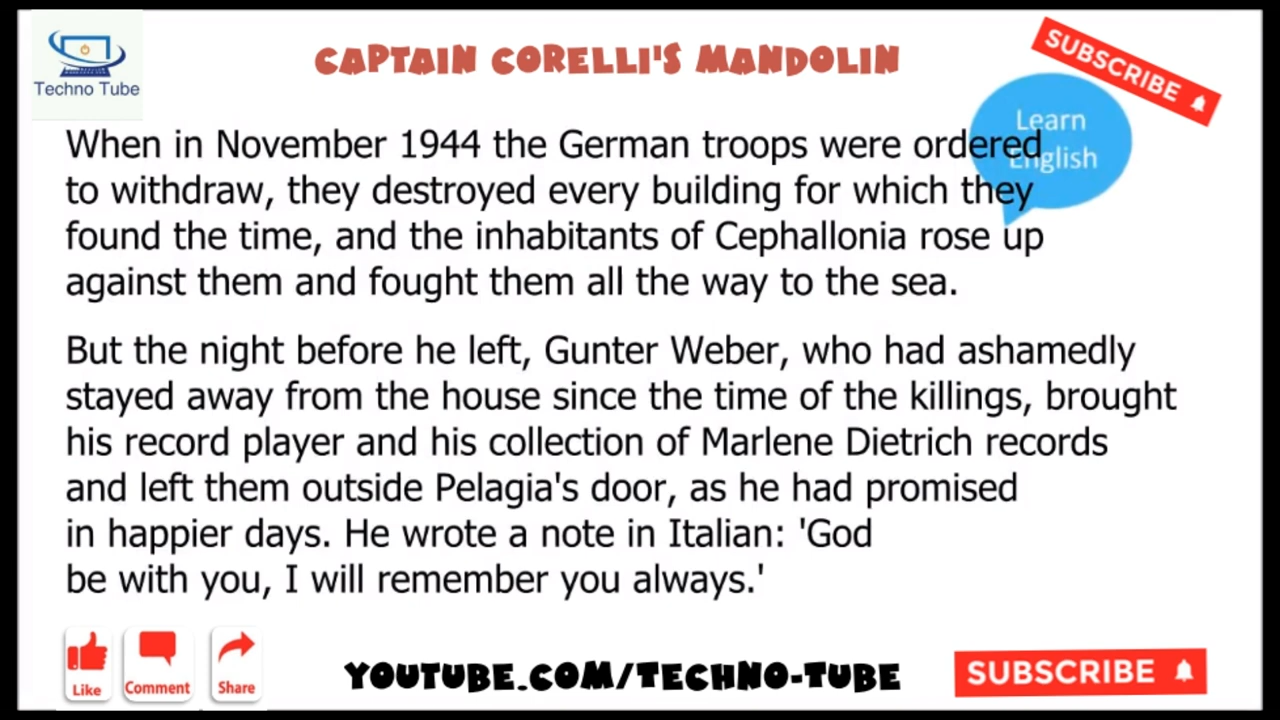 Techno Tube
CAPTAIN CORELLI'S MANDOLIN
SUBSCRIBE
Learn
English
When in November 1944 the German troops were ordered
to withdraw, they destroyed every building for which they
found the time, and the inhabitants of Cephallonia rose up
against them and fought them all the way to the sea.
But the night before he left, Gunter Weber, who had ashamedly
stayed away from the house since the time of the killings, brought
his record player and his collection of Marlene Dietrich records
and left them outside Pelagia's door, as he had promised
in happier days. He wrote a note in Italian: 'God
be with you, I will remember you always.'
Like
Comment
Share
YOUTUBE.COM/TECHNO-TUBE
SUBSCRIBE